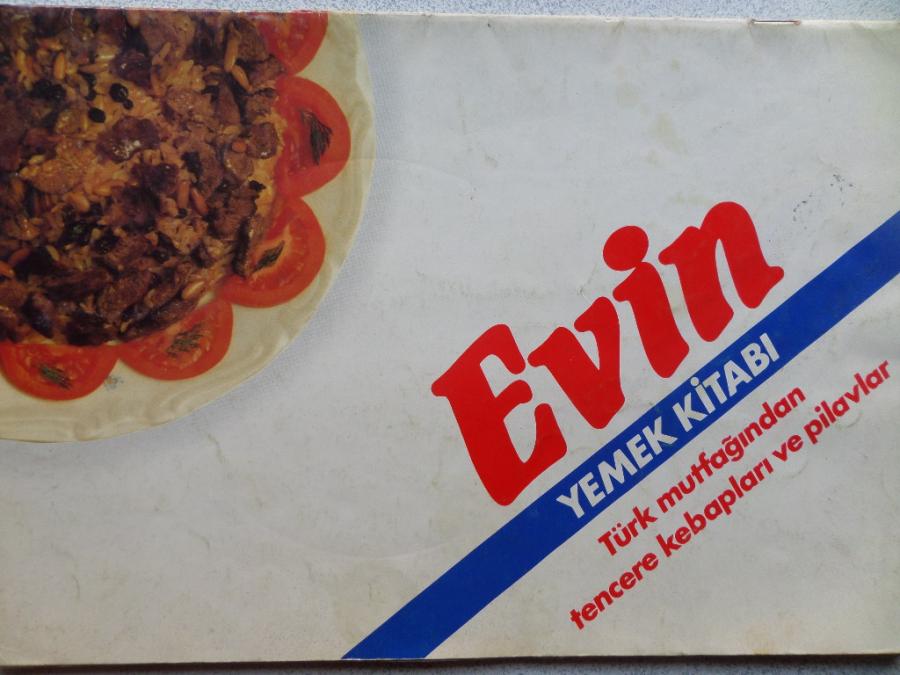 Evin
YEMEK KİTABI
Türk mutfağından
tencere kebapları ve pilavlar